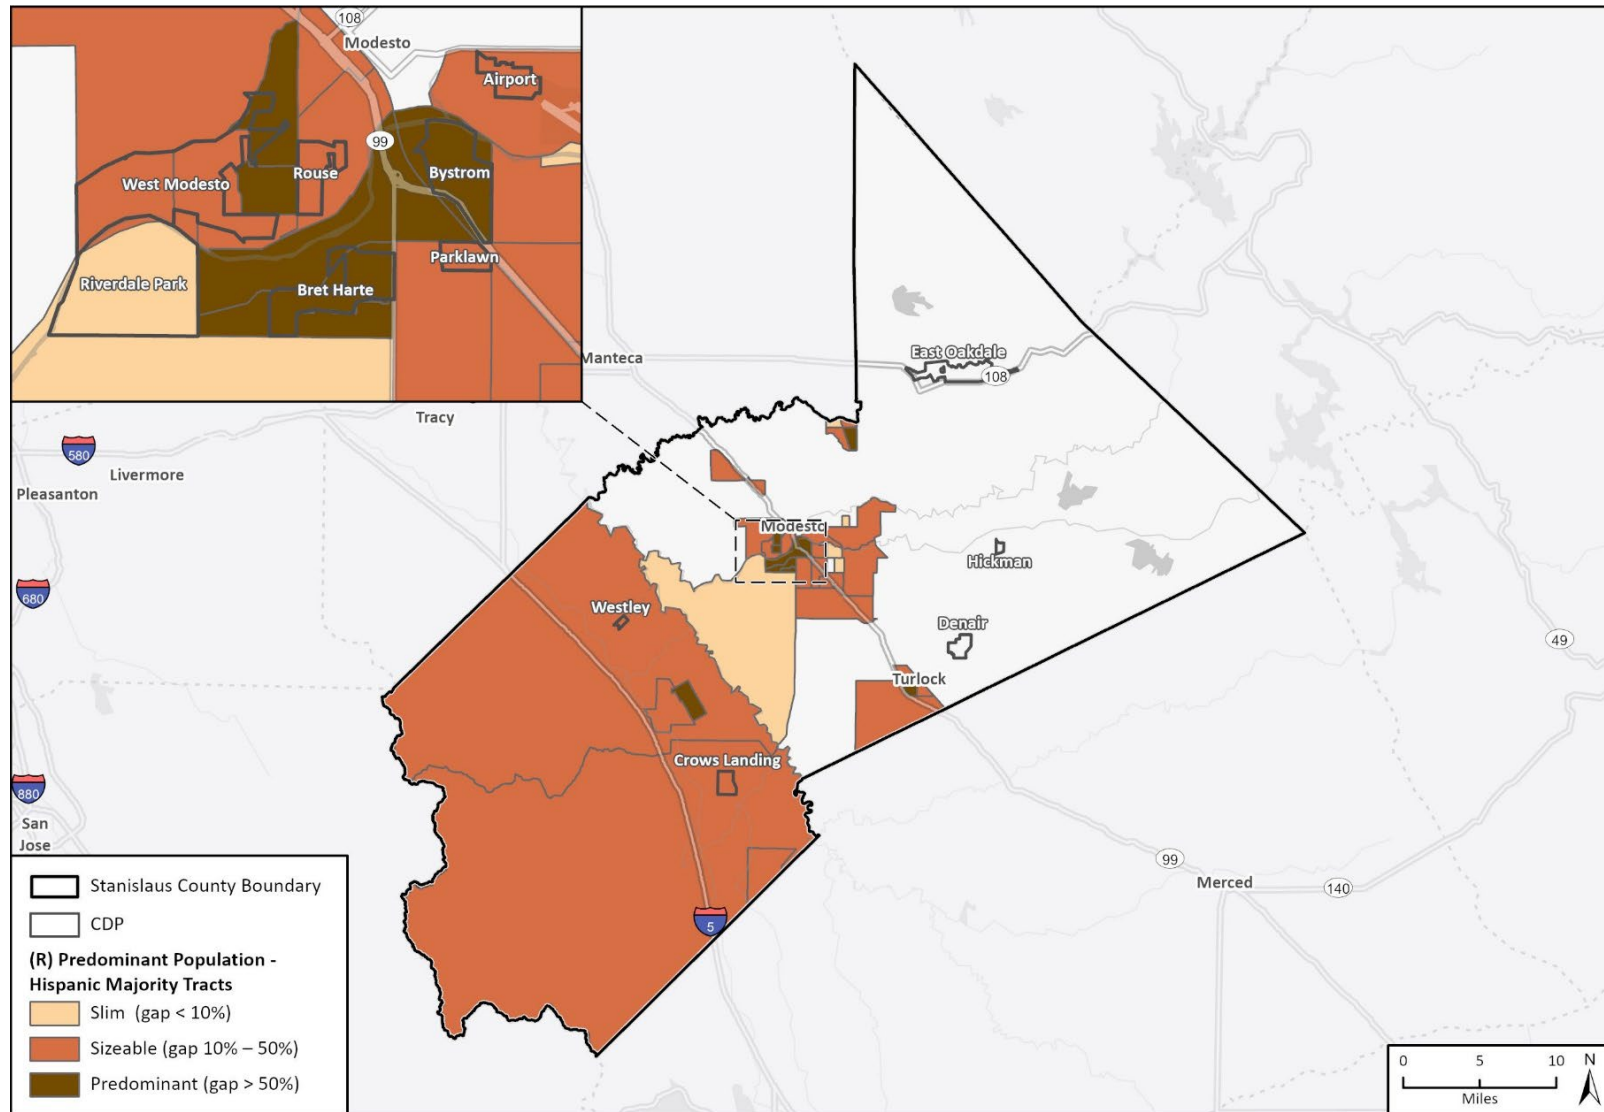 108
Modesto
Airport
99
West Modesto
Rouse
Bystrom
Parklawn
Riverdale Park
Bret Harte
Manteca
Tracy
580
Livermore
Pleasanton
East Oakdale
108
Modesto
Hickman
680
Westley
Denair
49
Turlock
Crows Landing
880
San
Jose
99
Merced
140
5
Stanislaus County Boundary
CDP
(R) Predominant Population -
Hispanic Majority Tracts
Slim (gap < 10%)
Sizeable (gap 10% – 50%)
Predominant (gap > 50%)
0 5 10 N
Miles